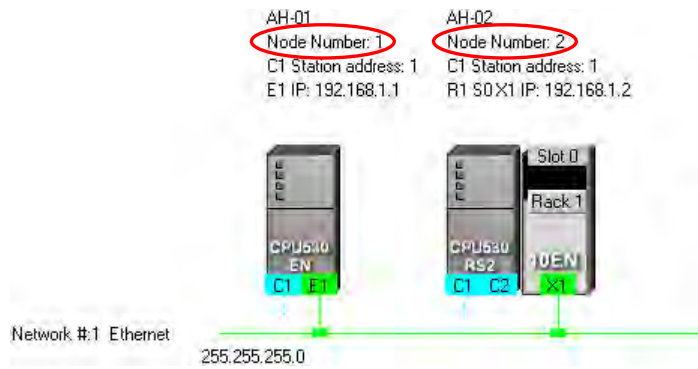 AH-01
Node Number: 1
C1 Station address: 1
E1 IP: 192.168.1.1
AH-02
Node Number: 2
C1 Station address: 1
R1 S0 X1 IP: 192.168.1.2
CPU530
EN
C1 E1
Slot 0
Rack 1
CPU530
RS2
C1 C2
10EN
X1
Network #:1 Ethernet
255.255.255.0